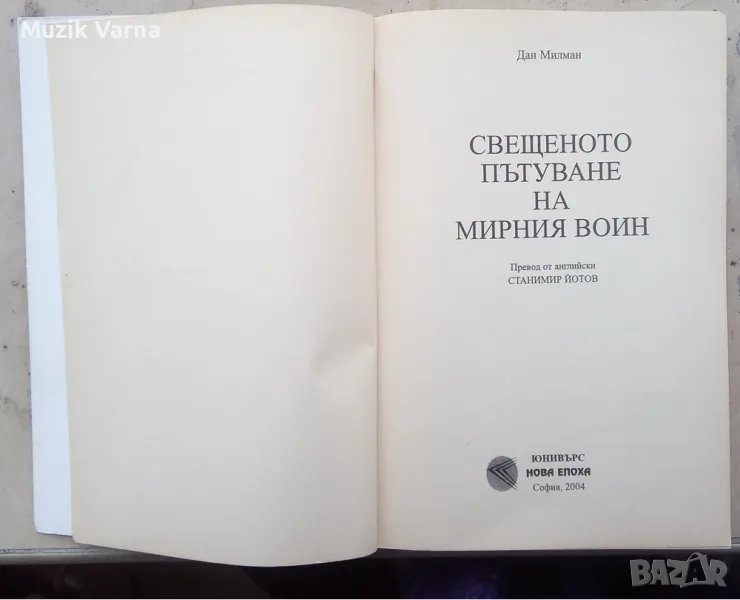 Muzik Varna
Дан Милман
СВЕЩЕНОТО
ПЪТУВАНЕ
НА
МИРНИЯ ВОИН
Превод от английски
СТАНИМИР ЙОТОВ
ЮНИВЪРС
НОВА ЕПОХА
София, 2004
BAZAR